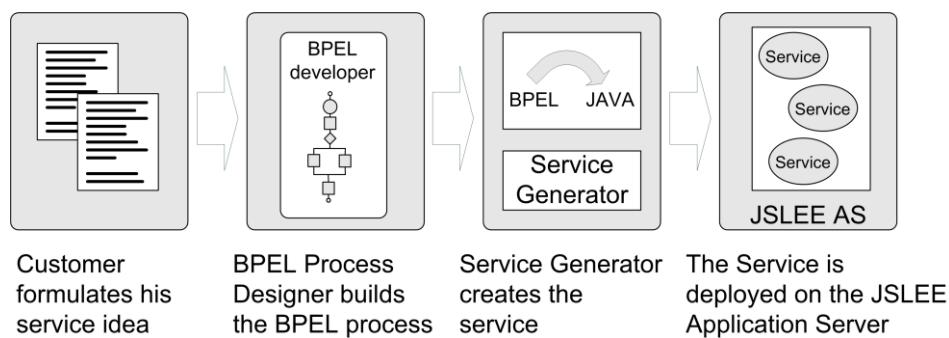 BPEL
developer
BPEL JAVA
Service
Generator
Service
Service
Service
JSLEE AS
Customer
formulates his
service idea
BPEL Process
Designer builds
the BPEL process
Service Generator
creates the
service
The Service is
deployed on the JSLEE
Application Server